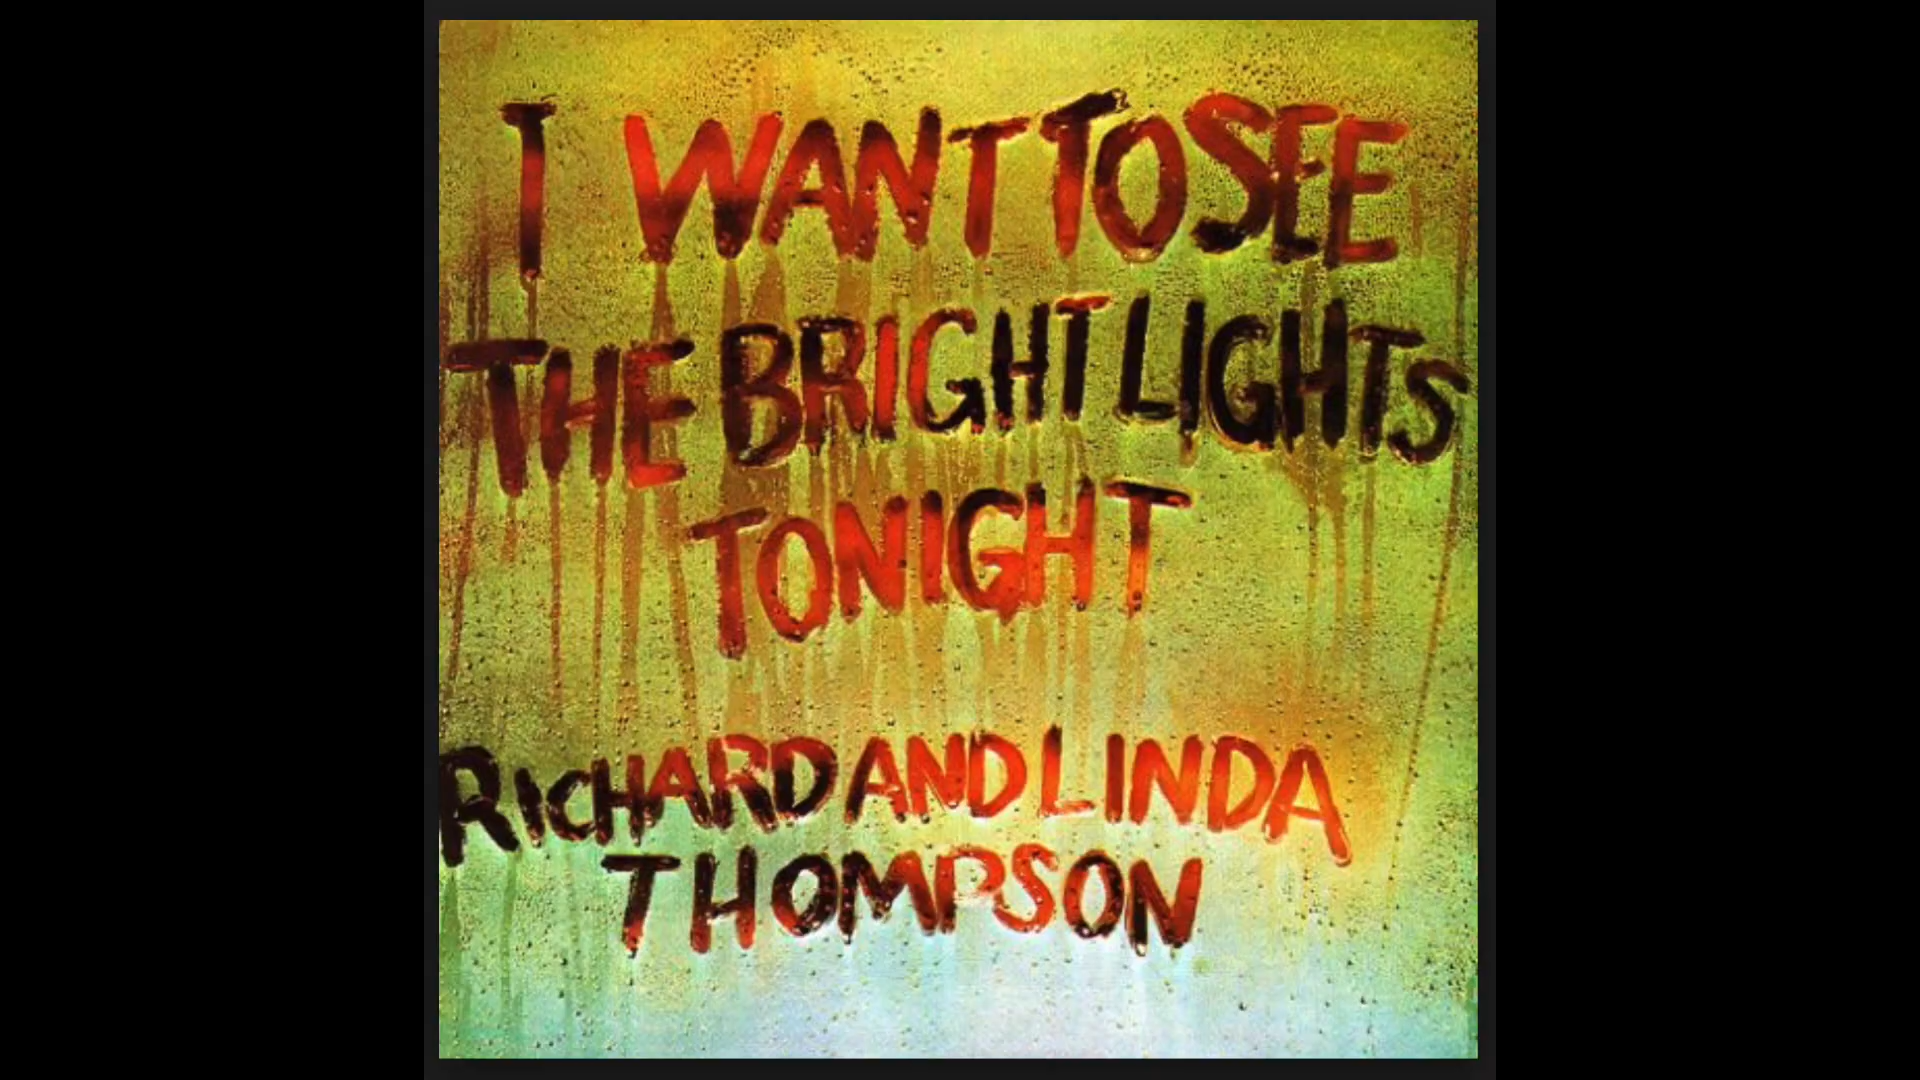 I WANT TO SEE
THE BRIGHT LIGHTS
TONIGHT
RICHARD AND LINDA
THOMPSON